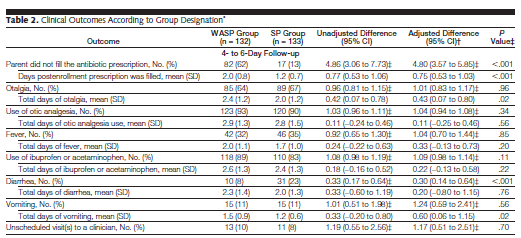 Table 2. Clinical Outcomes According to Group Designation*
Outcome WASP Group (n = 132) SP Group (n = 133) Unadjusted Difference (95% CI) Adjusted Difference (95% CI)† P Value‡
4- to 6-Day Follow-up
Parent did not fill the antibiotic prescription, No. (%) 82 (62) 17 (13) 4.86 (3.06 to 7.73)‡ 4.80 (3.57 to 5.85)‡ <.001
Days postenrollment prescription was filled, mean (SD) 2.0 (0.8) 1.2 (0.7) 0.77 (0.53 to 1.06) 0.75 (0.53 to 1.03) <.001
Otalgia, No. (%) 85 (64) 89 (67) 0.96 (0.81 to 1.15)‡ 1.01 (0.83 to 1.17)‡ .96
Total days of otalgia, mean (SD) 2.4 (1.2) 2.0 (1.2) 0.42 (0.07 to 0.78) 0.43 (0.07 to 0.80) .02
Use of otic analgesia, No. (%) 123 (93) 120 (90) 1.03 (0.96 to 1.11)‡ 1.04 (0.94 to 1.08)‡ .34
Total days of otic analgesia use, mean (SD) 2.9 (1.3) 2.8 (1.5) 0.11 (–0.24 to 0.46) 0.11 (–0.25 to 0.46) .56
Fever, No. (%) 42 (32) 46 (35) 0.92 (0.65 to 1.30)‡ 1.04 (0.70 to 1.44)‡ .85
Total days of fever, mean (SD) 2.0 (1.1) 1.7 (1.0) 0.24 (–0.22 to 0.63) 0.33 (–0.13 to 0.73) .20
Use of ibuprofen or acetaminophen, No. (%) 118 (89) 110 (83) 1.08 (0.98 to 1.19)‡ 1.09 (0.98 to 1.14)‡ .11
Total days of ibuprofen or acetaminophen, mean (SD) 2.6 (1.3) 2.4 (1.3) 0.18 (–0.16 to 0.52) 0.22 (–0.13 to 0.58) .22
Diarrhea, No. (%) 10 (8) 31 (23) 0.33 (0.17 to 0.64)‡ 0.30 (0.14 to 0.64)‡ <.001
Total days of diarrhea, mean (SD) 2.3 (1.4) 2.0 (1.3) 0.33 (–0.60 to 1.19) 0.20 (–0.80 to 1.15) .76
Vomiting, No. (%) 15 (11) 15 (11) 1.01 (0.51 to 1.98)‡ 1.24 (0.59 to 2.41)‡ .56
Total days of vomiting, mean (SD) 1.5 (0.9) 1.2 (0.6) 0.33 (–0.20 to 0.80) 0.60 (0.06 to 1.15) .02
Unscheduled visit(s) to a clinician, No. (%) 13 (10) 11 (8) 1.19 (0.55 to 2.56)‡ 1.17 (0.51 to 2.51)‡ .70